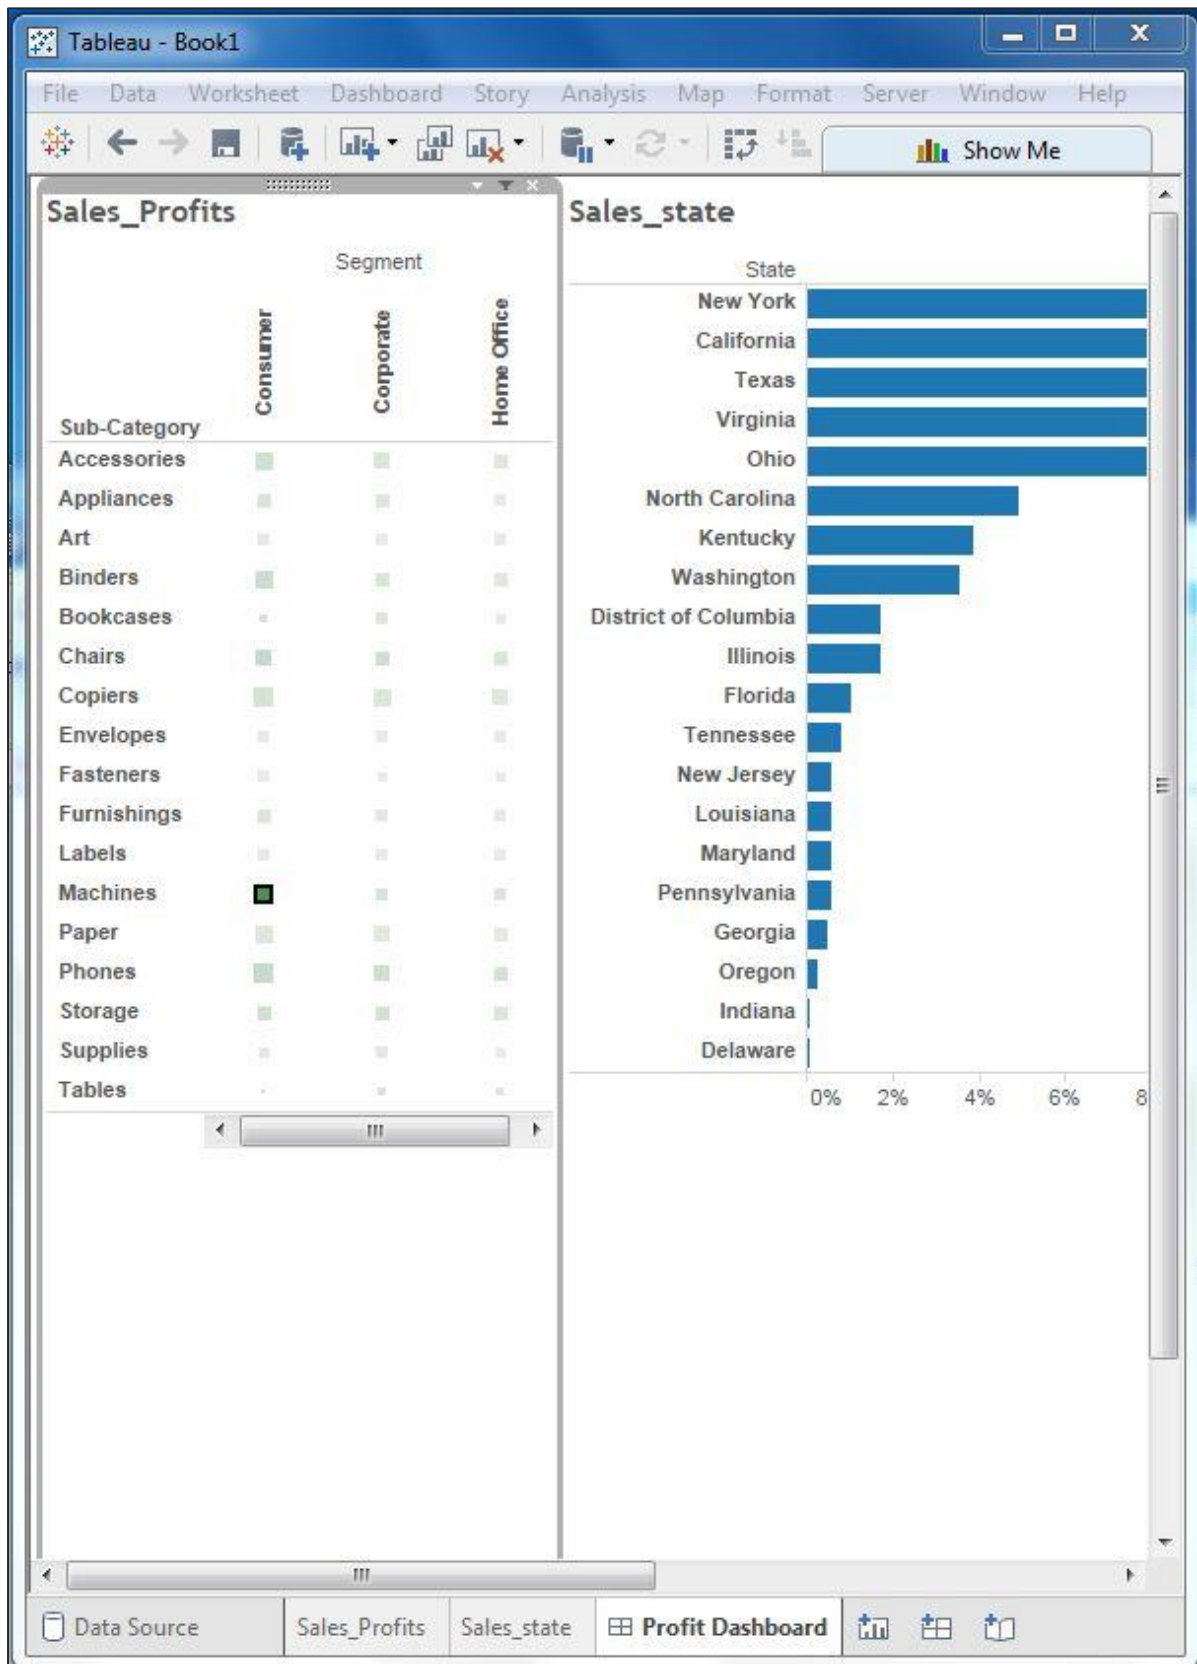 Tableau - Book1
File Data Worksheet Dashboard Story Analysis Map Format Server Window Help
Show Me
Sales_Profits
Segment
Sub-Category
Consumer
Corporate
Home Office
Accessories
Appliances
Art
Binders
Bookcases
Chairs
Copiers
Envelopes
Fasteners
Furnishings
Labels
Machines
Paper
Phones
Storage
Supplies
Tables
Sales_state
State
New York
California
Texas
Virginia
Ohio
North Carolina
Kentucky
Washington
District of Columbia
Illinois
Florida
Tennessee
New Jersey
Louisiana
Maryland
Pennsylvania
Georgia
Oregon
Indiana
Delaware
0% 2% 4% 6% 8
Data Source Sales_Profits Sales_state Profit Dashboard